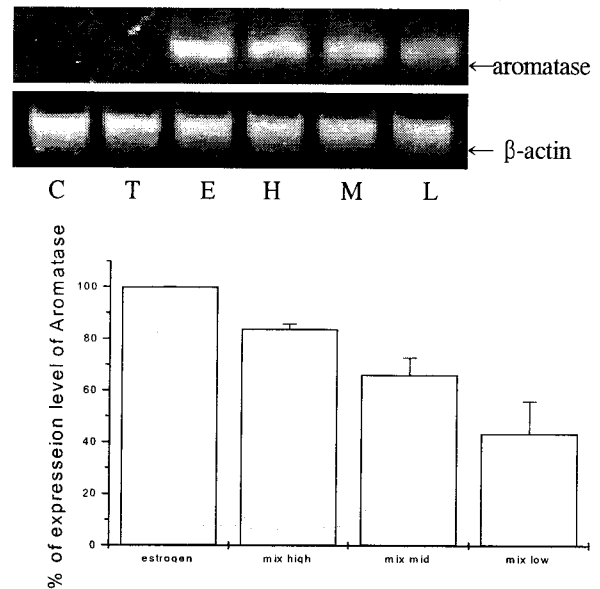 ←aromatase
← β-actin
C T E H M L
% of expresseion level of Aromatase
100
80
60
40
20
0
estrogen mix high mix mid mix low